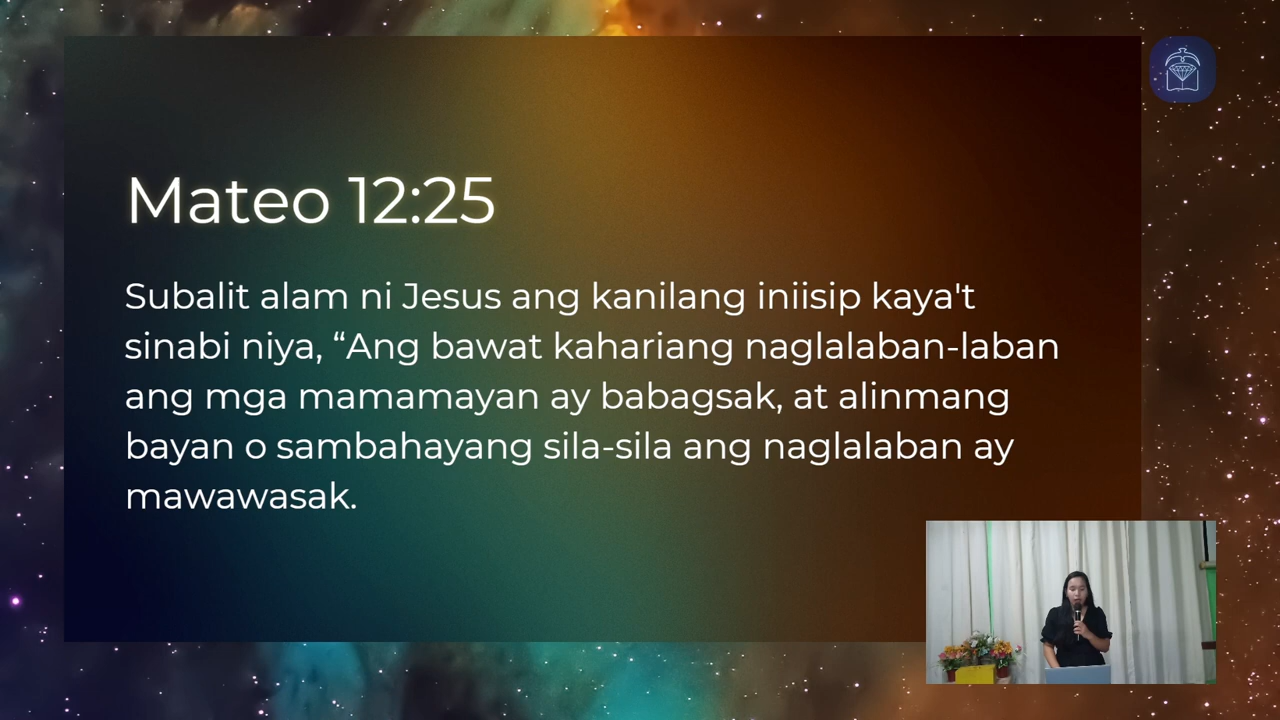 Mateo 12:25
Subalit alam ni Jesus ang kanilang iniisip kaya't
sinabi niya, “Ang bawat kahariang naglalaban-laban
ang mga mamamayan ay babagsak, at alinmang
bayan o sambahayang sila-sila ang naglalaban ay
mawawasak.